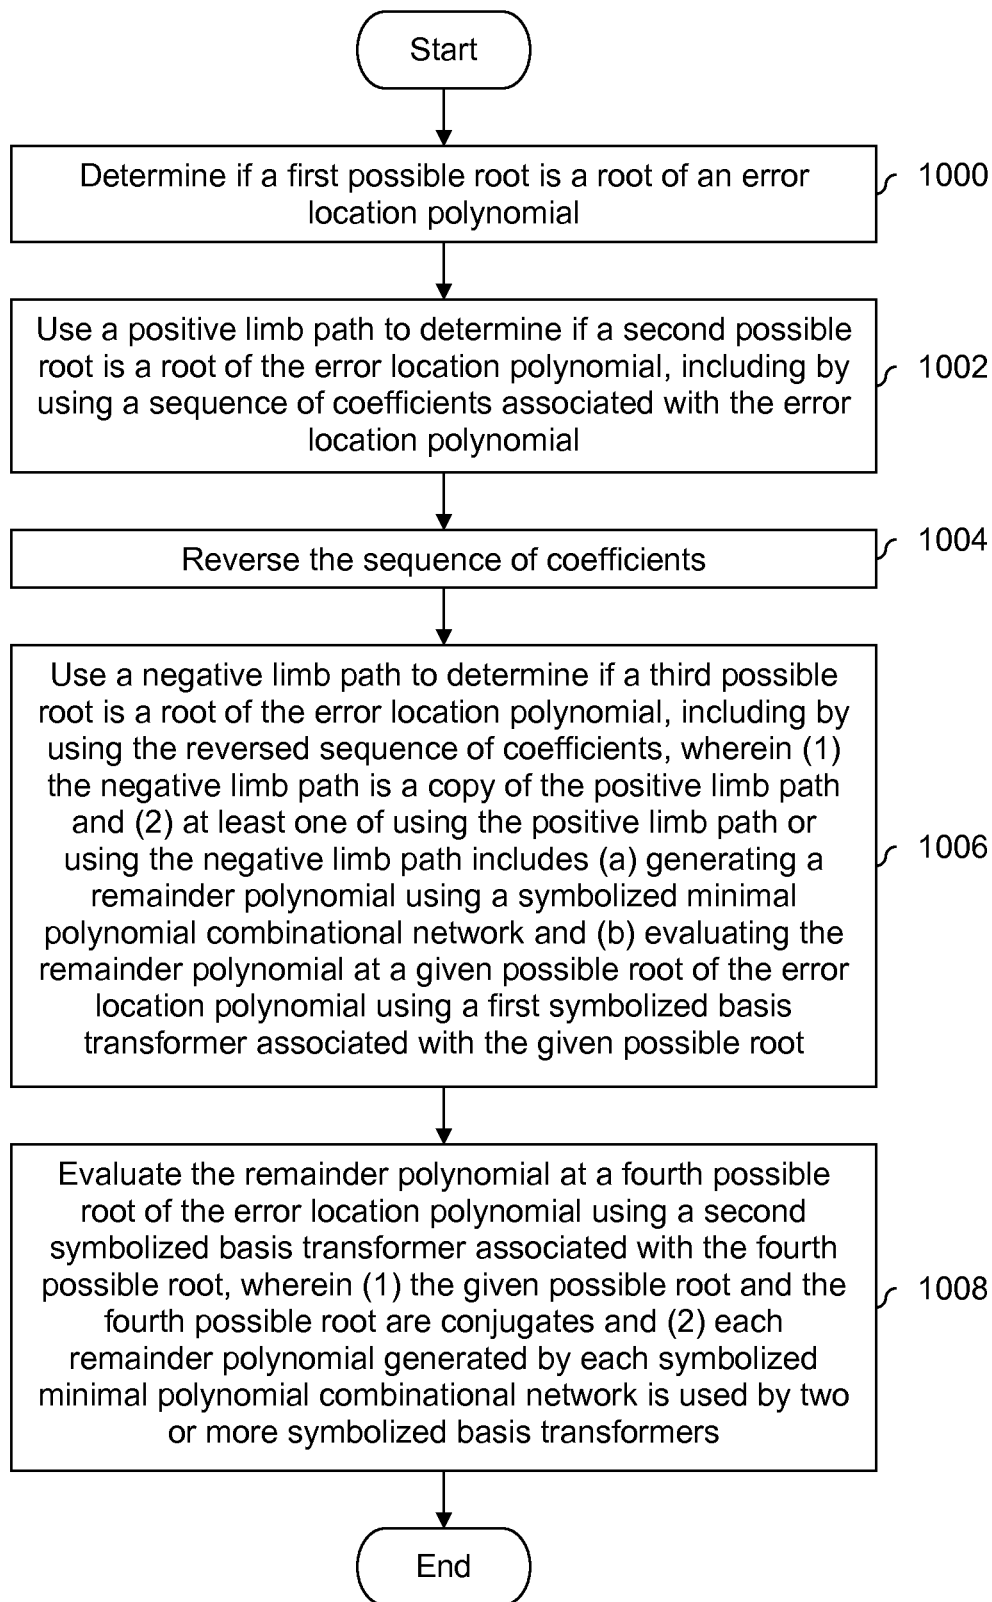 Start
Determine if a first possible root is a root of an error
location polynomial
1000
Use a positive limb path to determine if a second possible
root is a root of the error location polynomial, including by
using a sequence of coefficients associated with the error
location polynomial
1002
Reverse the sequence of coefficients
1004
Use a negative limb path to determine if a third possible
root is a root of the error location polynomial, including by
using the reversed sequence of coefficients, wherein (1)
the negative limb path is a copy of the positive limb path
and (2) at least one of using the positive limb path or
using the negative limb path includes (a) generating a
remainder polynomial using a symbolized minimal
polynomial combinational network and (b) evaluating the
remainder polynomial at a given possible root of the error
location polynomial using a first symbolized basis
transformer associated with the given possible root
1006
Evaluate the remainder polynomial at a fourth possible
root of the error location polynomial using a second
symbolized basis transformer associated with the fourth
possible root, wherein (1) the given possible root and the
fourth possible root are conjugates and (2) each
remainder polynomial generated by each symbolized
minimal polynomial combinational network is used by two
or more symbolized basis transformers
1008
End